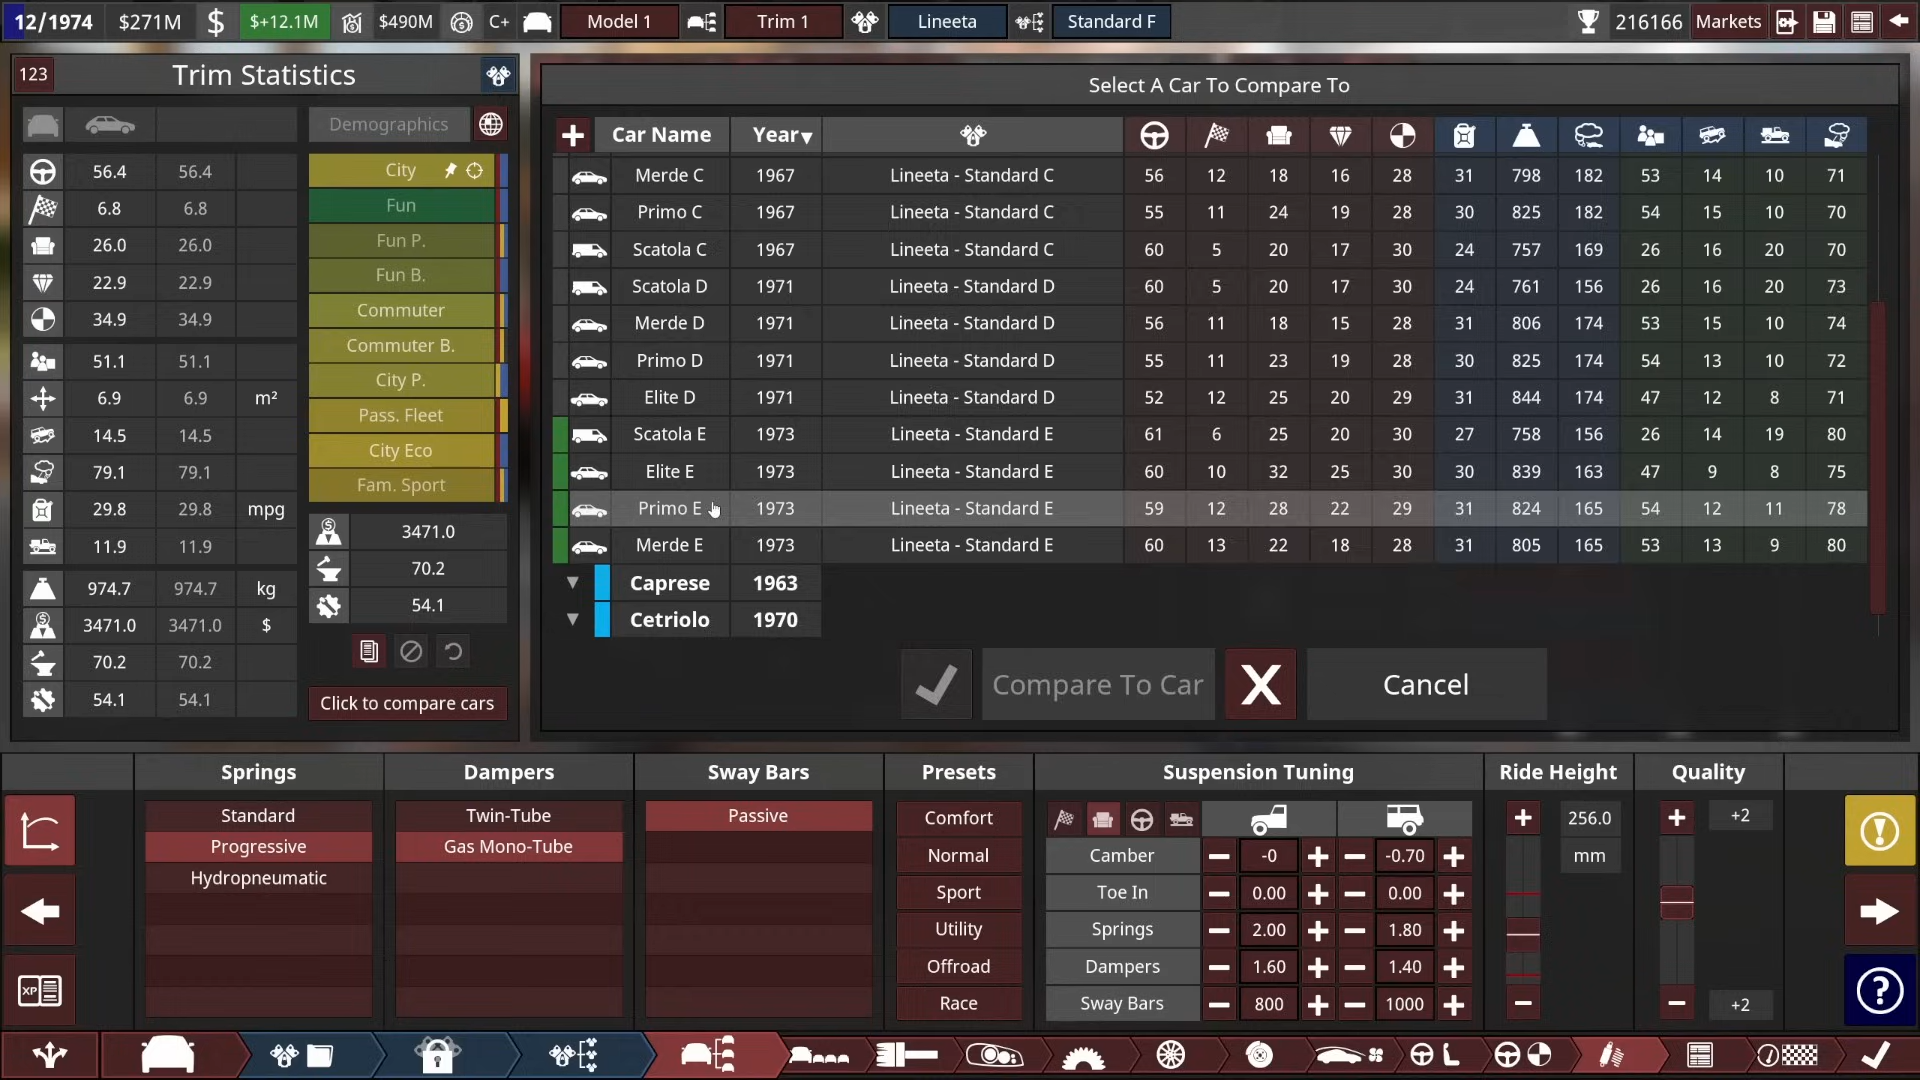 12/1974 $271M $ $+12.1M $490M C+ Model 1 Trim 1 Lineeta Standard F 216166 Markets
123 Trim Statistics
Demographics
56.4 56.4
6.8 6.8
26.0 26.0
22.9 22.9
34.9 34.9
51.1 51.1
6.9 6.9 m²
14.5 14.5
79.1 79.1
29.8 29.8 mpg
11.9 11.9
974.7 974.7 kg
3471.0 3471.0 $
70.2 70.2
54.1 54.1
City
Fun
Fun P.
Fun B.
Commuter
Commuter B.
City P.
Pass. Fleet
City Eco
Fam. Sport
3471.0
70.2
54.1
Click to compare cars
Select A Car To Compare To
Car Name Year
Merde C 1967 Lineeta - Standard C 56 12 18 16 28 31 798 182 53 14 10 71
Primo C 1967 Lineeta - Standard C 55 11 24 19 28 30 825 182 54 15 10 70
Scatola C 1967 Lineeta - Standard C 60 5 20 17 30 24 757 169 26 16 20 70
Scatola D 1971 Lineeta - Standard D 60 5 20 17 30 24 761 156 26 16 20 73
Merde D 1971 Lineeta - Standard D 56 11 18 15 28 31 806 174 53 15 10 74
Primo D 1971 Lineeta - Standard D 55 11 23 19 28 30 825 174 54 13 10 72
Elite D 1971 Lineeta - Standard D 52 12 25 20 29 31 844 174 47 12 8 71
Scatola E 1973 Lineeta - Standard E 61 6 25 20 30 27 758 156 26 14 19 80
Elite E 1973 Lineeta - Standard E 60 10 32 25 30 30 839 163 47 9 8 75
Primo E 1973 Lineeta - Standard E 59 12 28 22 29 31 824 165 54 12 11 78
Merde E 1973 Lineeta - Standard E 60 13 22 18 28 31 805 165 53 13 9 80
Caprese 1963
Cetriolo 1970
Compare To Car X Cancel
Springs
Standard
Progressive
Hydropneumatic
Dampers
Twin-Tube
Gas Mono-Tube
Sway Bars
Passive
Presets
Comfort
Normal
Sport
Utility
Offroad
Race
Suspension Tuning
Camber -0 -0.70
Toe In 0.00 0.00
Springs 2.00 1.80
Dampers 1.60 1.40
Sway Bars 800 1000
Ride Height
256.0
mm
Quality
+2
+2
XP
?